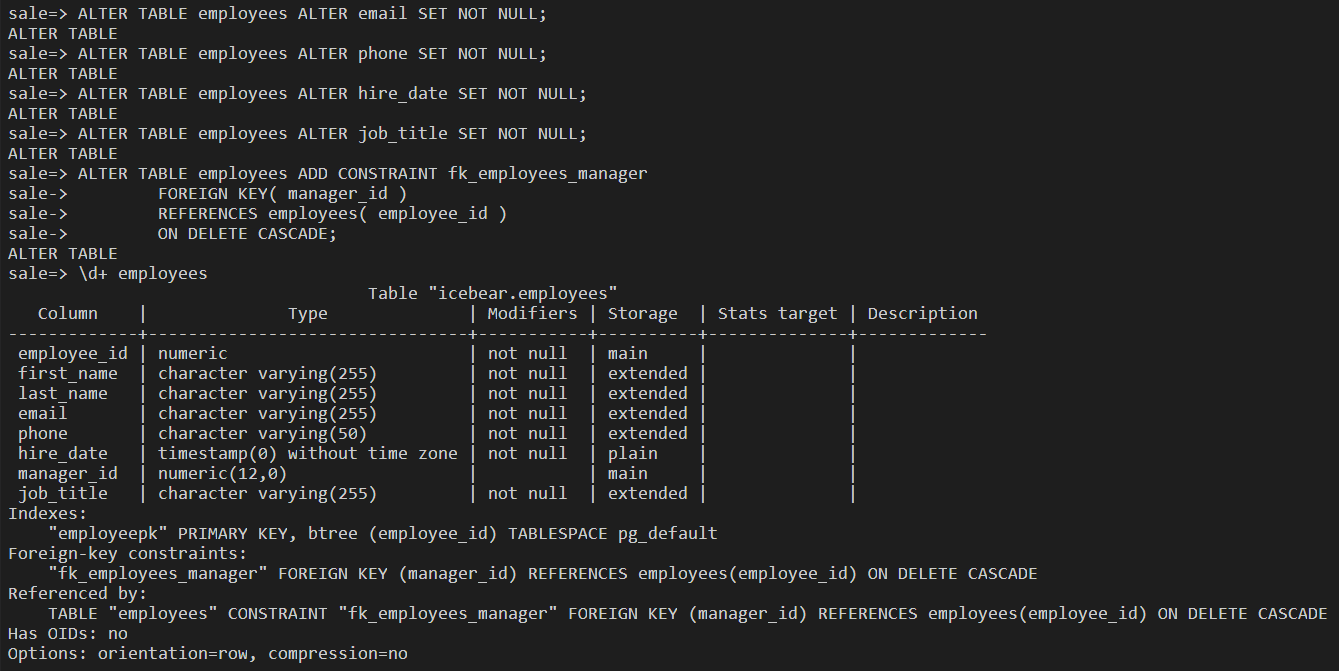 sale=> ALTER TABLE employees ALTER email SET NOT NULL;
ALTER TABLE
sale=> ALTER TABLE employees ALTER phone SET NOT NULL;
ALTER TABLE
sale=> ALTER TABLE employees ALTER hire_date SET NOT NULL;
ALTER TABLE
sale=> ALTER TABLE employees ALTER job_title SET NOT NULL;
ALTER TABLE
sale=> ALTER TABLE employees ADD CONSTRAINT fk_employees_manager
sale->         FOREIGN KEY( manager_id )
sale->         REFERENCES employees( employee_id )
sale->         ON DELETE CASCADE;
ALTER TABLE
sale=> \d+ employees
                                    Table "icebear.employees"
   Column    |              Type              | Modifiers | Storage  | Stats target | Description
-------------+--------------------------------+-----------+----------+--------------+-------------
 employee_id | numeric                        | not null  | main     |              |
 first_name  | character varying(255)         | not null  | extended |              |
 last_name   | character varying(255)         | not null  | extended |              |
 email       | character varying(255)         | not null  | extended |              |
 phone       | character varying(50)          | not null  | extended |              |
 hire_date   | timestamp(0) without time zone | not null  | plain    |              |
 manager_id  | numeric(12,0)                  |           | main     |              |
 job_title   | character varying(255)         | not null  | extended |              |
Indexes:
    "employeepk" PRIMARY KEY, btree (employee_id) TABLESPACE pg_default
Foreign-key constraints:
    "fk_employees_manager" FOREIGN KEY (manager_id) REFERENCES employees(employee_id) ON DELETE CASCADE
Referenced by:
    TABLE "employees" CONSTRAINT "fk_employees_manager" FOREIGN KEY (manager_id) REFERENCES employees(employee_id) ON DELETE CASCADE
Has OIDs: no
Options: orientation=row, compression=no